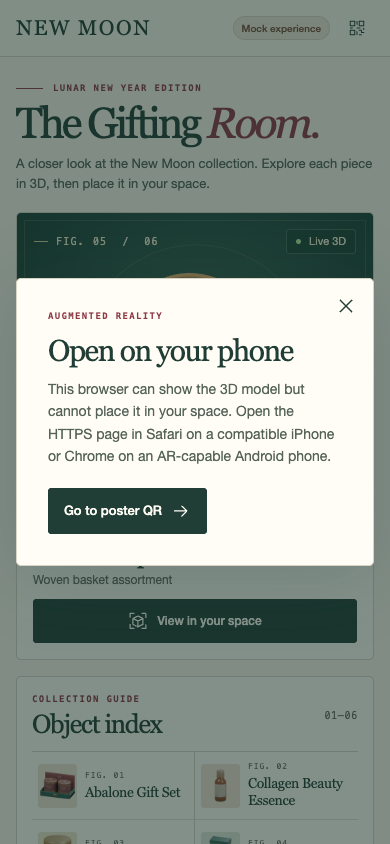 NEW MOON
Mock experience
LUNAR NEW YEAR EDITION
The Gifting Room.
A closer look at the New Moon collection. Explore each piece
in 3D, then place it in your space.
FIG. 05 / 06
Live 3D
AUGMENTED REALITY
Open on your phone
This browser can show the 3D model but
cannot place it in your space. Open the
HTTPS page in Safari on a compatible iPhone
or Chrome on an AR-capable Android phone.
Go to poster QR
Woven basket assortment
View in your space
COLLECTION GUIDE
Object index
01—06
FIG. 01
Abalone Gift Set
FIG. 02
Collagen Beauty
Essence
FIG. 03
FIG. 04